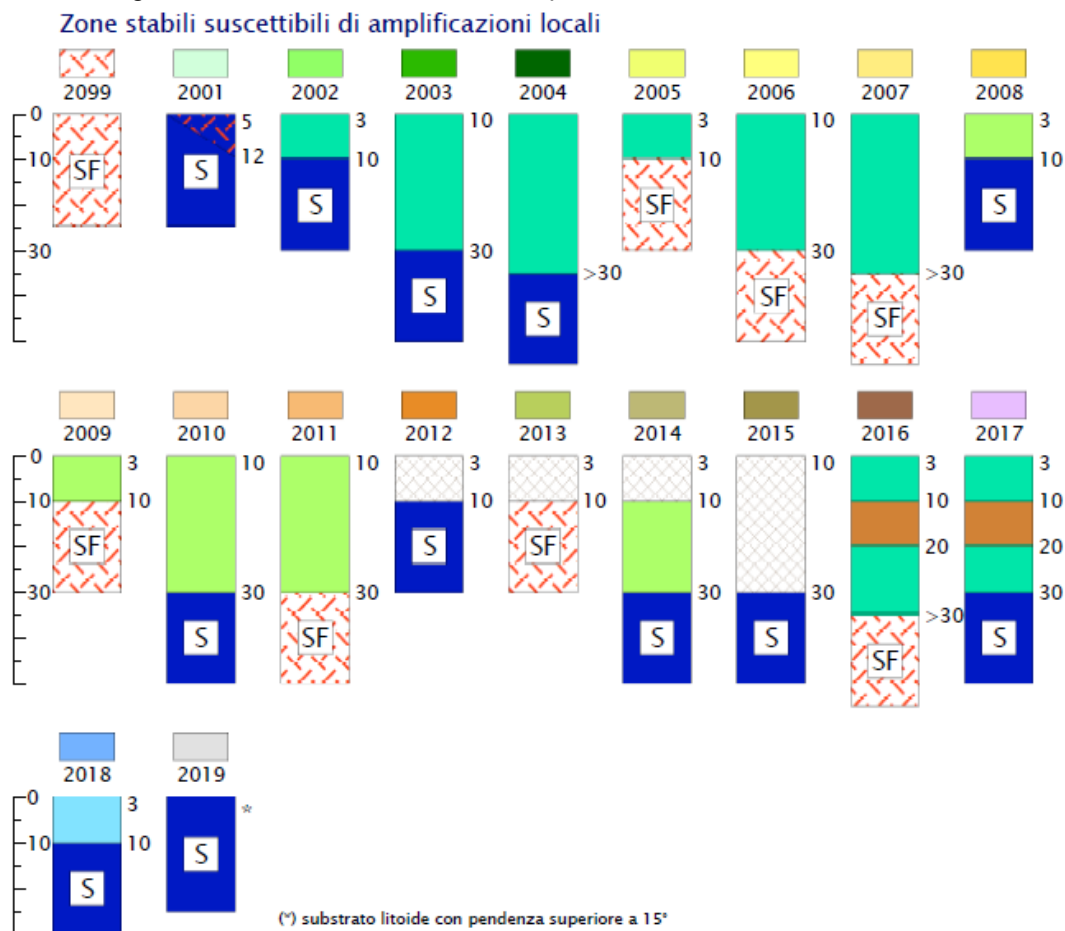 Zone stabili suscettibili di amplificazioni locali
2099 2001 2002 2003 2004 2005 2006 2007 2008
0 5 3 10 3 10 3
10 12 10 10 10
SF S S SF S
30 30 >30 30 >30
S S SF SF
2009 2010 2011 2012 2013 2014 2015 2016 2017
0 3 10 10 3 3 3 10 3 3
10 10 10 10 10 10 10
SF S SF 20 20
30 30 30 30 30 >30 30
S SF S S SF S
2018 2019
0 3 *
10 10 S
S
(*) substrato litoide con pendenza superiore a 15°